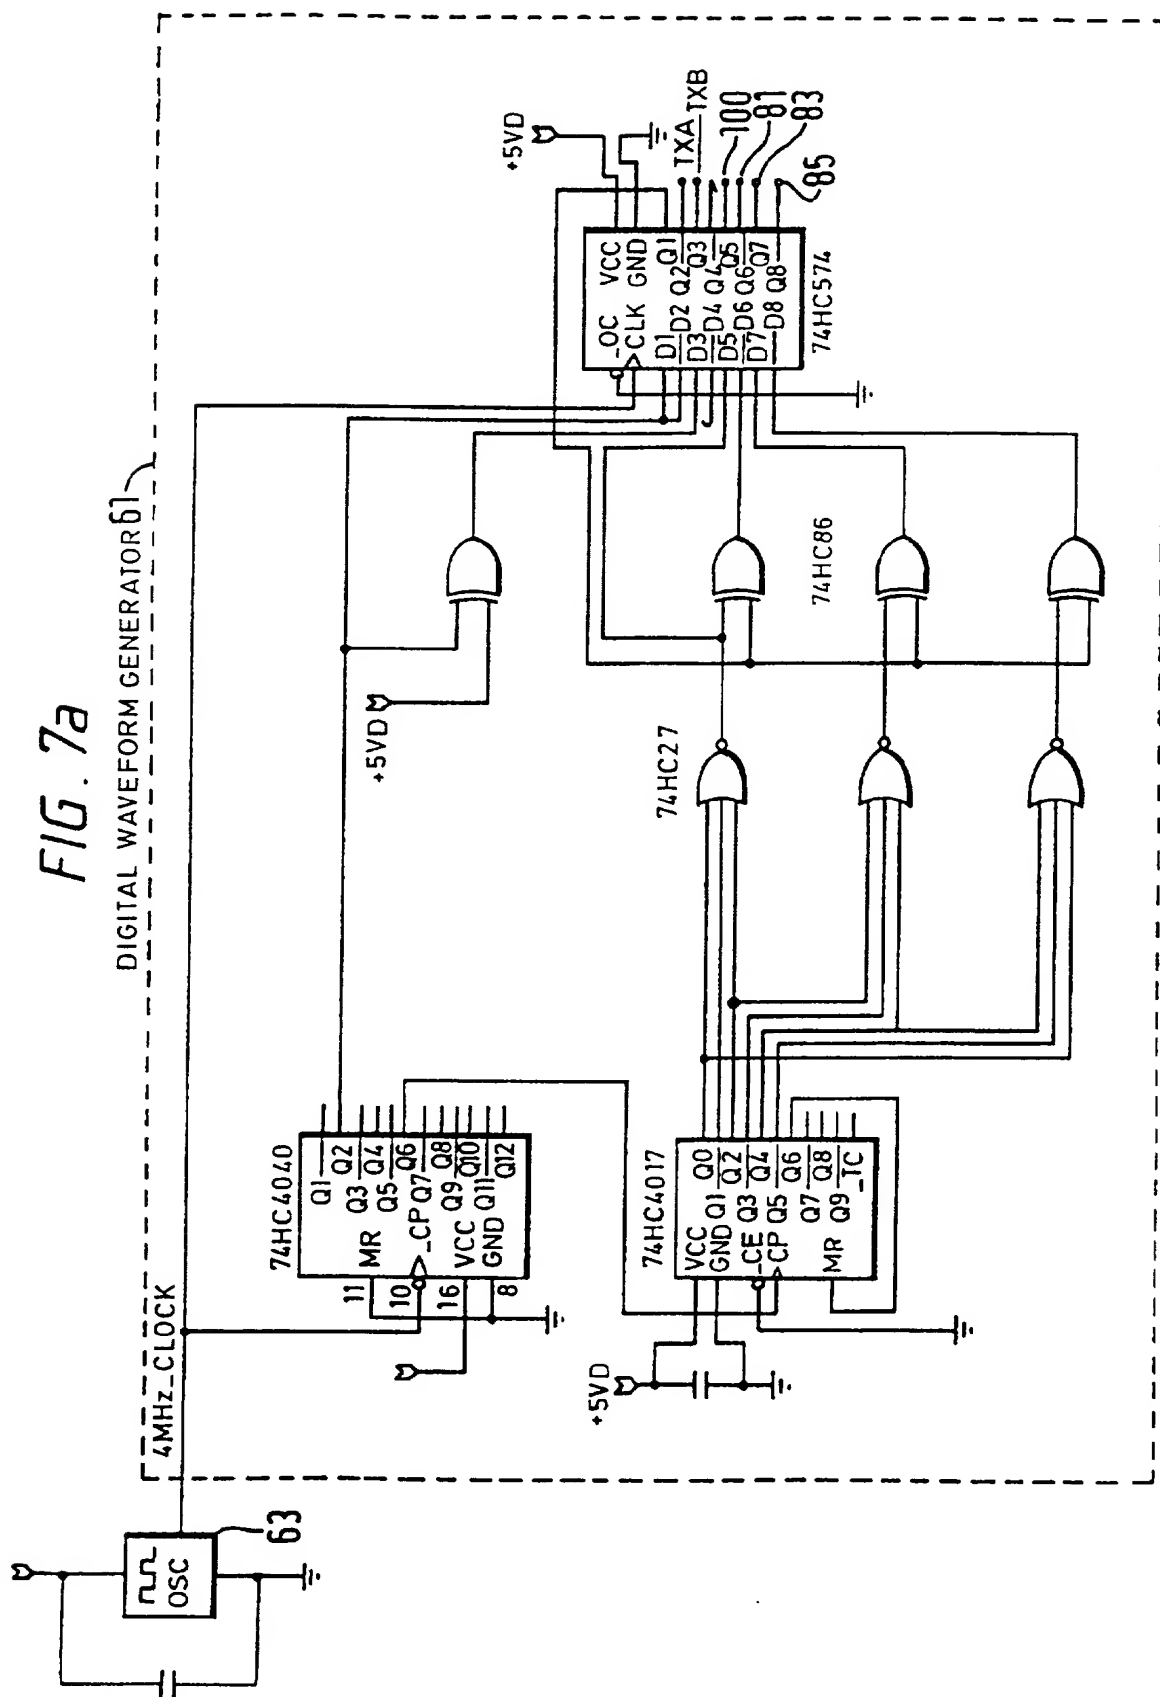 FIG. 7a
DIGITAL WAVEFORM GENERATOR 61
4MHz_CLOCK
OSC
63
74HC4040
11
10
16
8
MR
_CP
VCC
GND
Q1
Q2
Q3
Q4
Q5
Q6
Q7
Q8
Q9
Q10
Q11
Q12
+5VD
+5VD
74HC4017
VCC
GND
_CE
CP
MR
Q0
Q1
Q2
Q3
Q4
Q5
Q6
Q7
Q8
Q9
_TC
74HC27
74HC86
+5VD
_OC
CLK
VCC
GND
D1 Q1
D2 Q2
D3 Q3
D4 Q4
D5 Q5
D6 Q6
D7 Q7
D8 Q8
74HC574
TXA
TXB
100
81
83
85